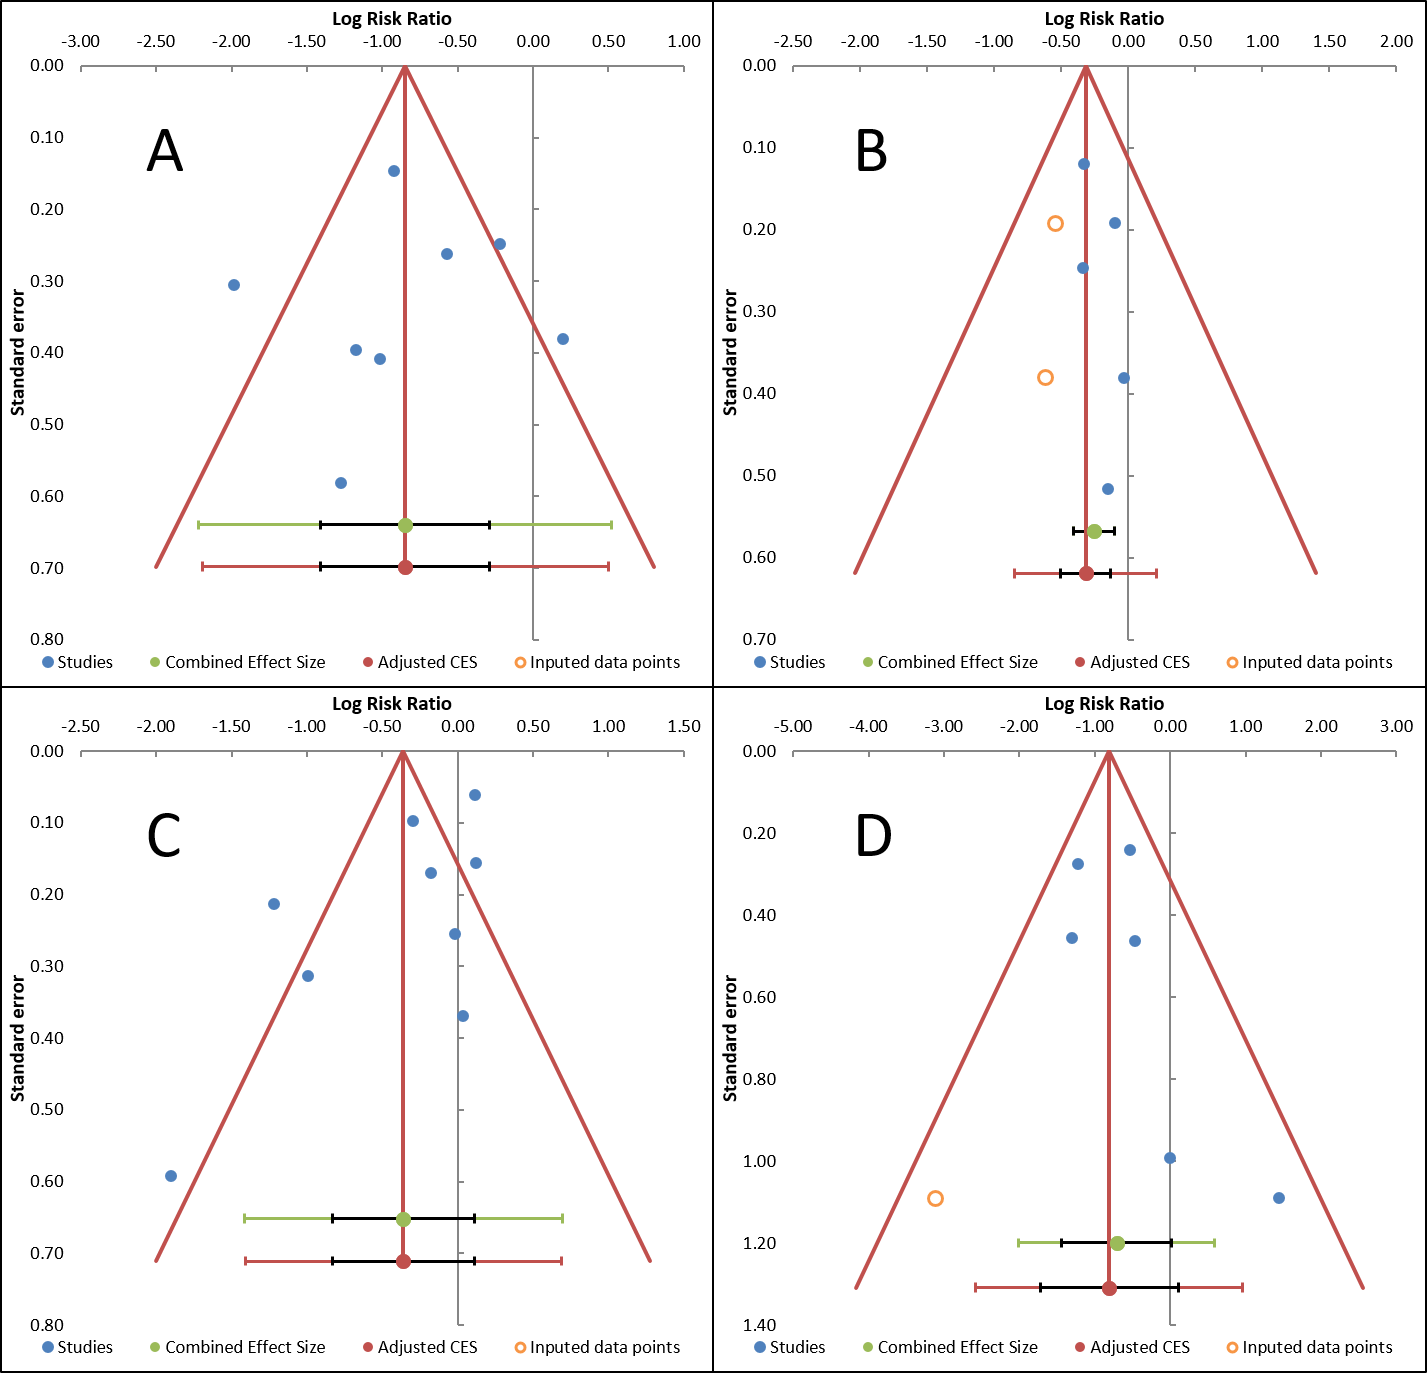 Log Risk Ratio
-3.00 -2.50 -2.00 -1.50 -1.00 -0.50 0.00 0.50 1.00
A
Standard error
0.00
0.10
0.20
0.30
0.40
0.50
0.60
0.70
0.80
Studies Combined Effect Size Adjusted CES Inputed data points
Log Risk Ratio
-2.50 -2.00 -1.50 -1.00 -0.50 0.00 0.50 1.00 1.50 2.00
B
Standard error
0.00
0.10
0.20
0.30
0.40
0.50
0.60
0.70
Studies Combined Effect Size Adjusted CES Inputed data points
Log Risk Ratio
-2.50 -2.00 -1.50 -1.00 -0.50 0.00 0.50 1.00 1.50
C
Standard error
0.00
0.10
0.20
0.30
0.40
0.50
0.60
0.70
0.80
Studies Combined Effect Size Adjusted CES Inputed data points
Log Risk Ratio
-5.00 -4.00 -3.00 -2.00 -1.00 0.00 1.00 2.00 3.00
D
Standard error
0.00
0.20
0.40
0.60
0.80
1.00
1.20
1.40
Studies Combined Effect Size Adjusted CES Inputed data points